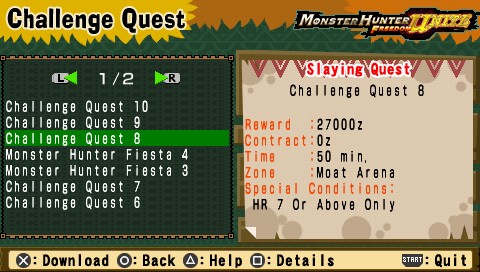 Challenge Quest
MONSTER HUNTER
FREEDOM UNITE
L 1/2 R
Challenge Quest 10
Challenge Quest 9
Challenge Quest 8
Monster Hunter Fiesta 4
Monster Hunter Fiesta 3
Challenge Quest 7
Challenge Quest 6
Slaying Quest
Challenge Quest 8
Reward :27000z
Contract:0z
Time :50 min.
Zone :Moat Arena
Special Conditions:
HR 7 Or Above Only
X: Download O: Back △: Help □: Details START: Quit